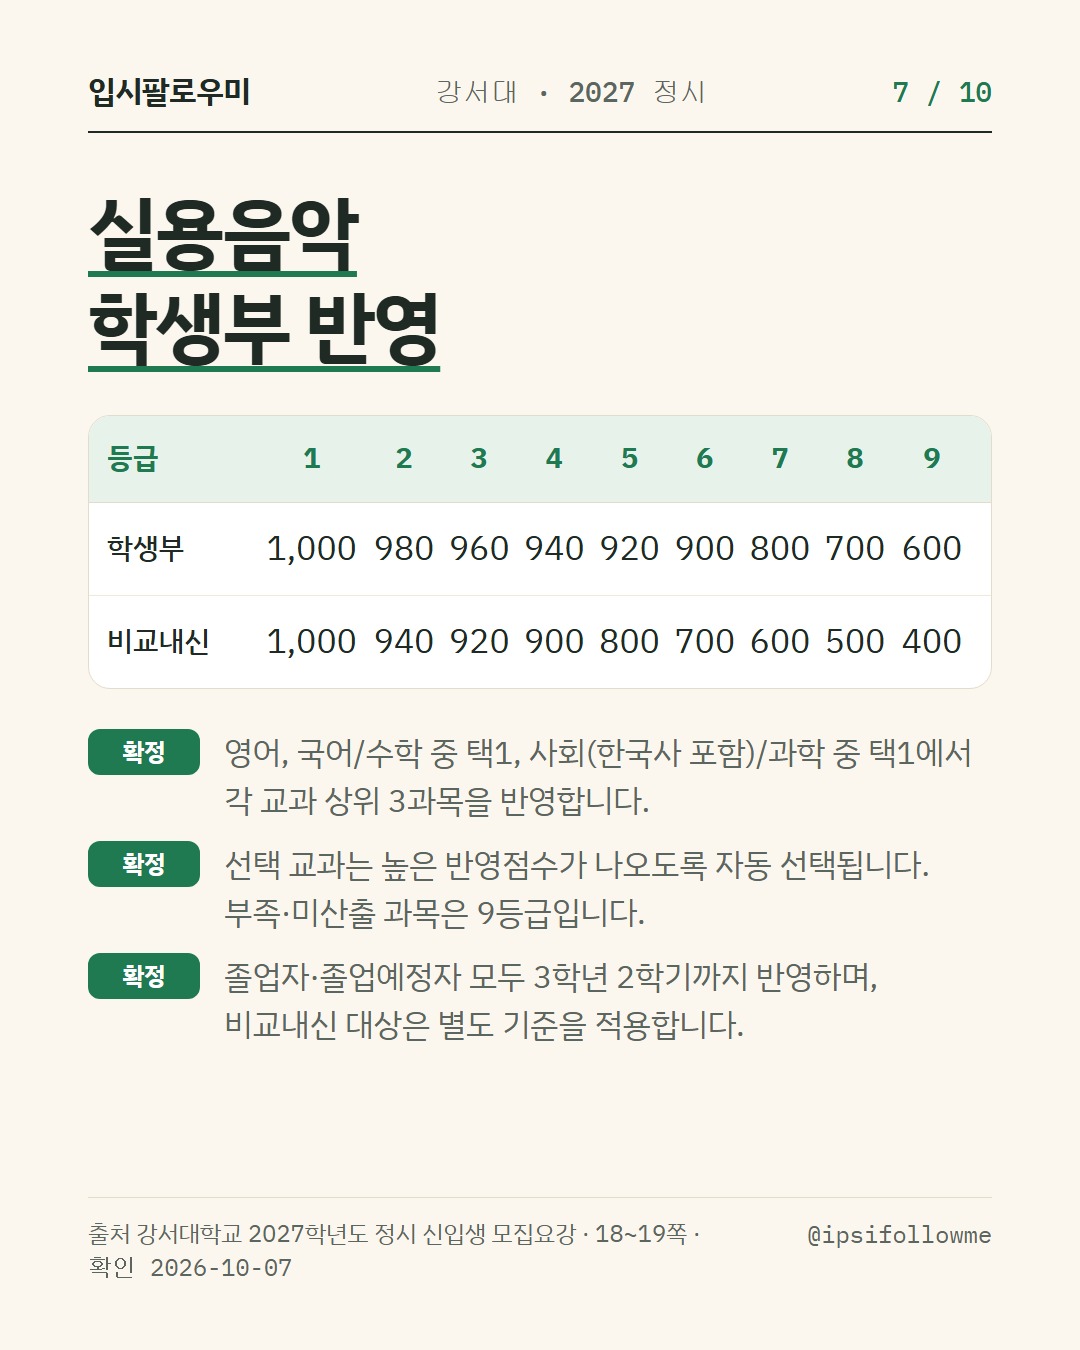 입시팔로우미
강서대 · 2027 정시
7 / 10
실용음악
학생부 반영
등급 1 2 3 4 5 6 7 8 9
학생부 1,000 980 960 940 920 900 800 700 600
비교내신 1,000 940 920 900 800 700 600 500 400
확정 영어, 국어/수학 중 택1, 사회(한국사 포함)/과학 중 택1에서
각 교과 상위 3과목을 반영합니다.
확정 선택 교과는 높은 반영점수가 나오도록 자동 선택됩니다.
부족·미산출 과목은 9등급입니다.
확정 졸업자·졸업예정자 모두 3학년 2학기까지 반영하며,
비교내신 대상은 별도 기준을 적용합니다.
출처 강서대학교 2027학년도 정시 신입생 모집요강 · 18~19쪽 ·
확인 2026-10-07
@ipsifollowme